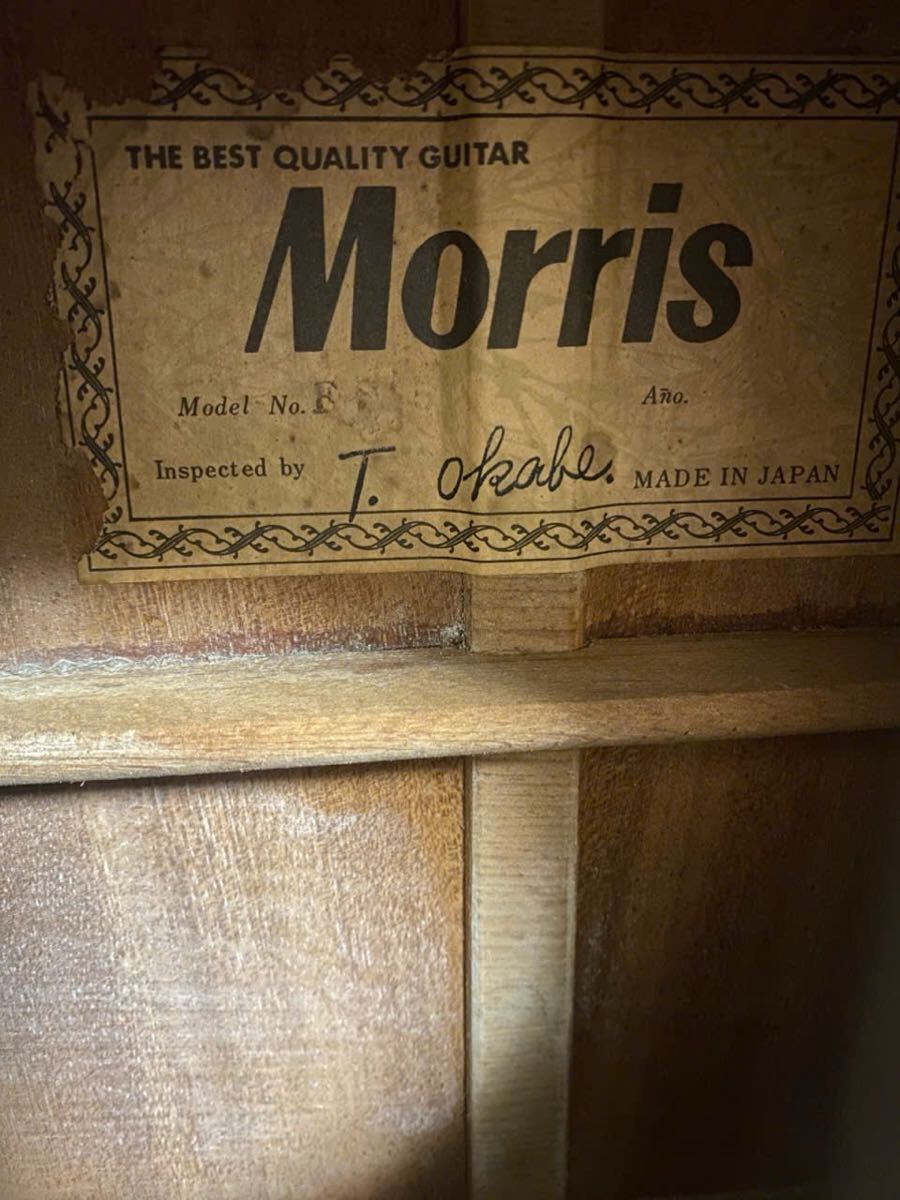 THE BEST QUALITY GUITAR
Morris
Model No. F
Año.
Inspected by T. Okabe. MADE IN JAPAN